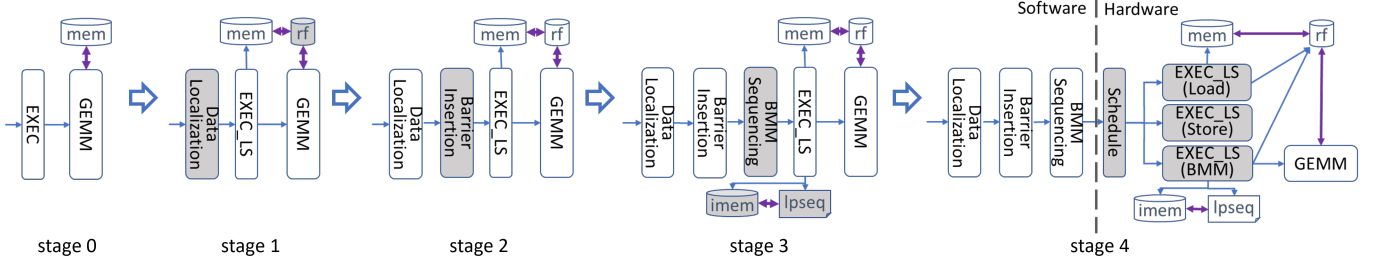 mem
EXEC
GEMM
stage 0
mem
rf
Data
Localization
EXEC_LS
GEMM
stage 1
mem
rf
Data
Localization
Barrier
Insertion
EXEC_LS
GEMM
stage 2
mem
rf
Data
Localization
Barrier
Insertion
BMM
Sequencing
EXEC_LS
GEMM
imem
lpseq
stage 3
Software
Hardware
Data
Localization
Barrier
Insertion
BMM
Sequencing
Schedule
mem
rf
EXEC_LS
(Load)
EXEC_LS
(Store)
EXEC_LS
(BMM)
GEMM
imem
lpseq
stage 4